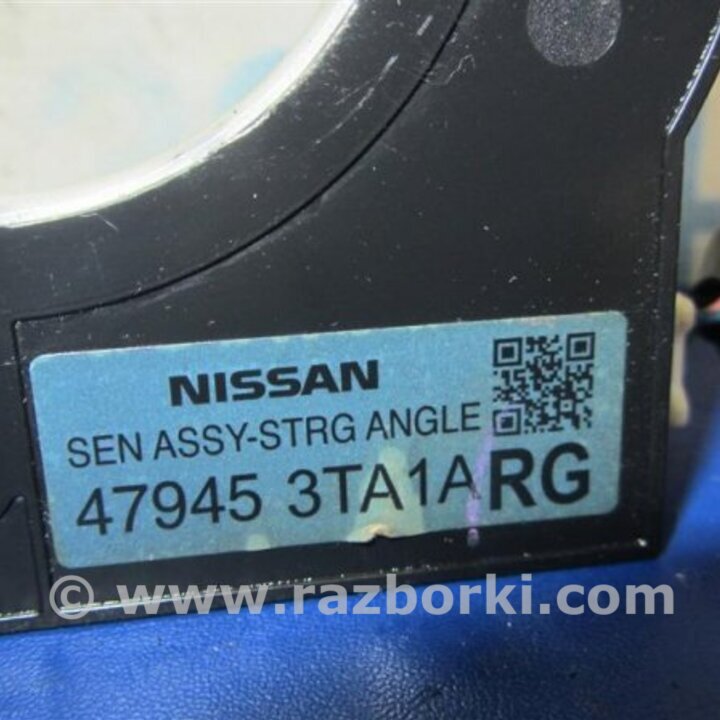 NISSAN
SEN ASSY-STRG ANGLE
47945 3TA1A RG
© www.razborki.com